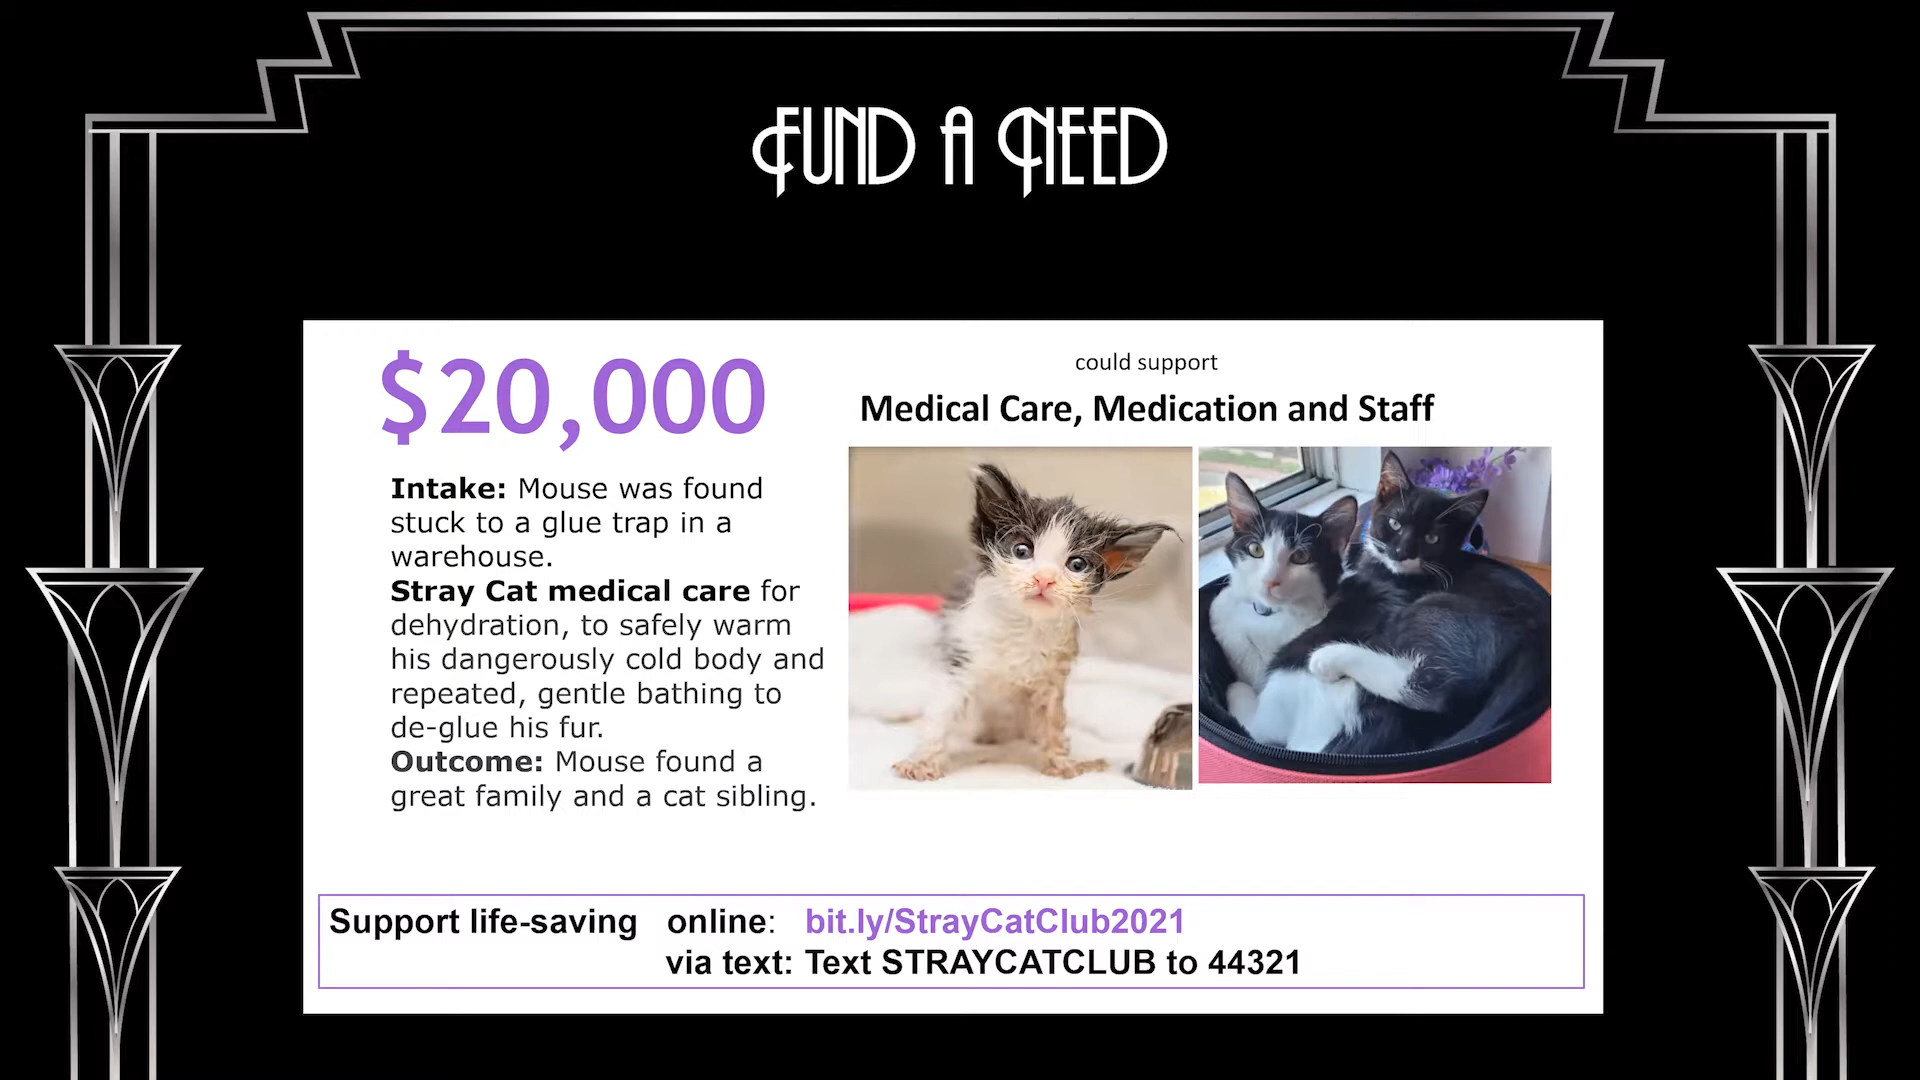 FUND A NEED
$20,000
could support
Medical Care, Medication and Staff
Intake: Mouse was found
stuck to a glue trap in a
warehouse.
Stray Cat medical care for
dehydration, to safely warm
his dangerously cold body and
repeated, gentle bathing to
de-glue his fur.
Outcome: Mouse found a
great family and a cat sibling.
Support life-saving online: bit.ly/StrayCatClub2021
via text: Text STRAYCATCLUB to 44321